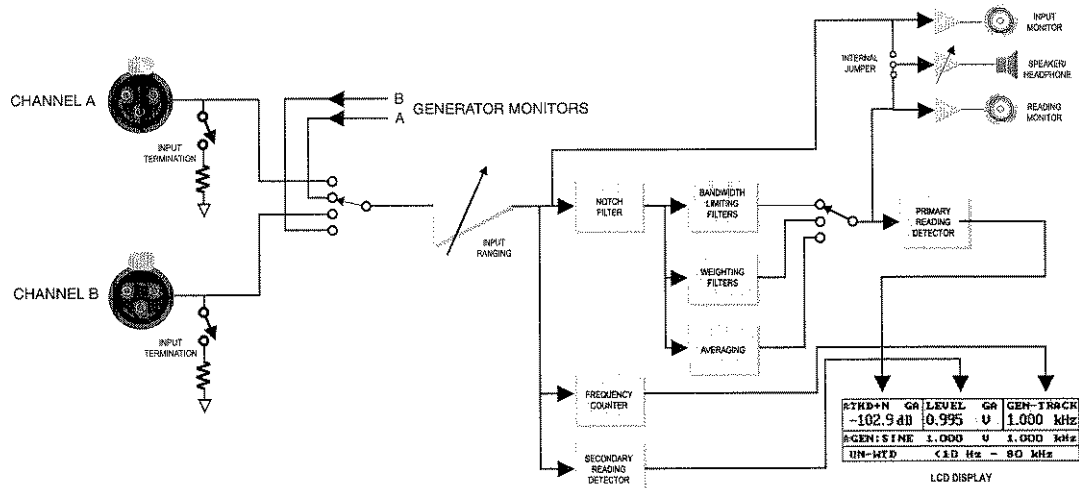 CHANNEL A
INPUT
TERMINATION
B
A
GENERATOR MONITORS
CHANNEL B
INPUT
TERMINATION
INPUT
RANGING
NOTCH
FILTER
BANDWIDTH
LIMITING
FILTERS
WEIGHTING
FILTERS
AVERAGING
FREQUENCY
COUNTER
SECONDARY
READING
DETECTOR
INTERNAL
JUMPER
INPUT
MONITOR
SPEAKER/
HEADPHONE
READING
MONITOR
PRIMARY
READING
DETECTOR
A:THD+N GA LEVEL GA GEN-TRACK
-102.9 dB 0.995 V 1.000 kHz
A:GEN:SINE 1.000 V 1.000 kHz
UN-WTD <10 Hz - 80 kHz
LCD DISPLAY